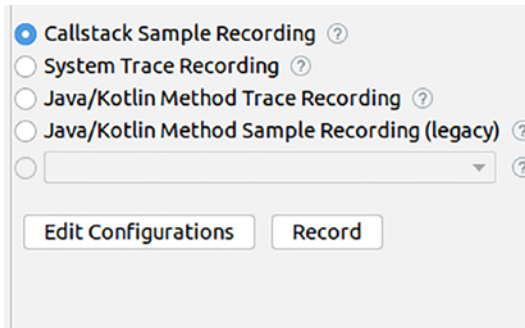 Callstack Sample Recording ?
System Trace Recording ?
Java/Kotlin Method Trace Recording ?
Java/Kotlin Method Sample Recording (legacy) ?
?
Edit Configurations Record